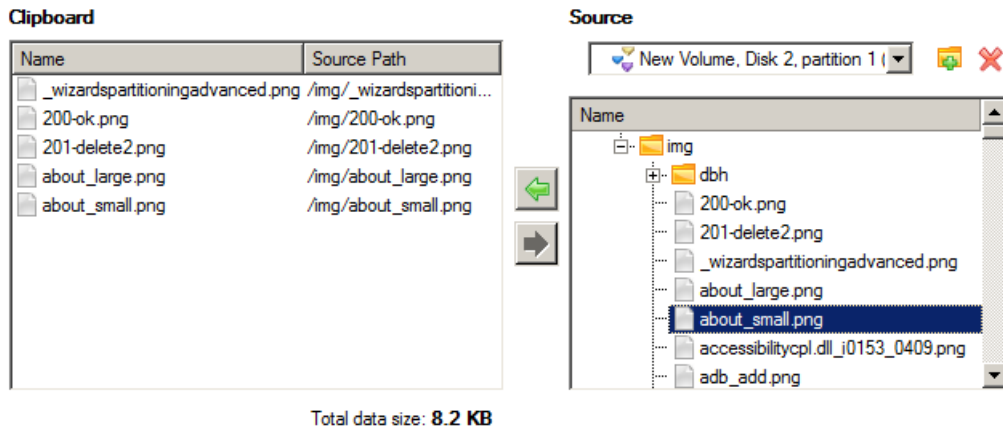 Clipboard
Name Source Path
_wizardspartitioningadvanced.png /img/_wizardspartitioni...
200-ok.png /img/200-ok.png
201-delete2.png /img/201-delete2.png
about_large.png /img/about_large.png
about_small.png /img/about_small.png
Total data size: 8.2 KB
Source
New Volume, Disk 2, partition 1 (
Name
img
dbh
200-ok.png
201-delete2.png
_wizardspartitioningadvanced.png
about_large.png
about_small.png
accessibilitycpl.dll_i0153_0409.png
adb_add.png